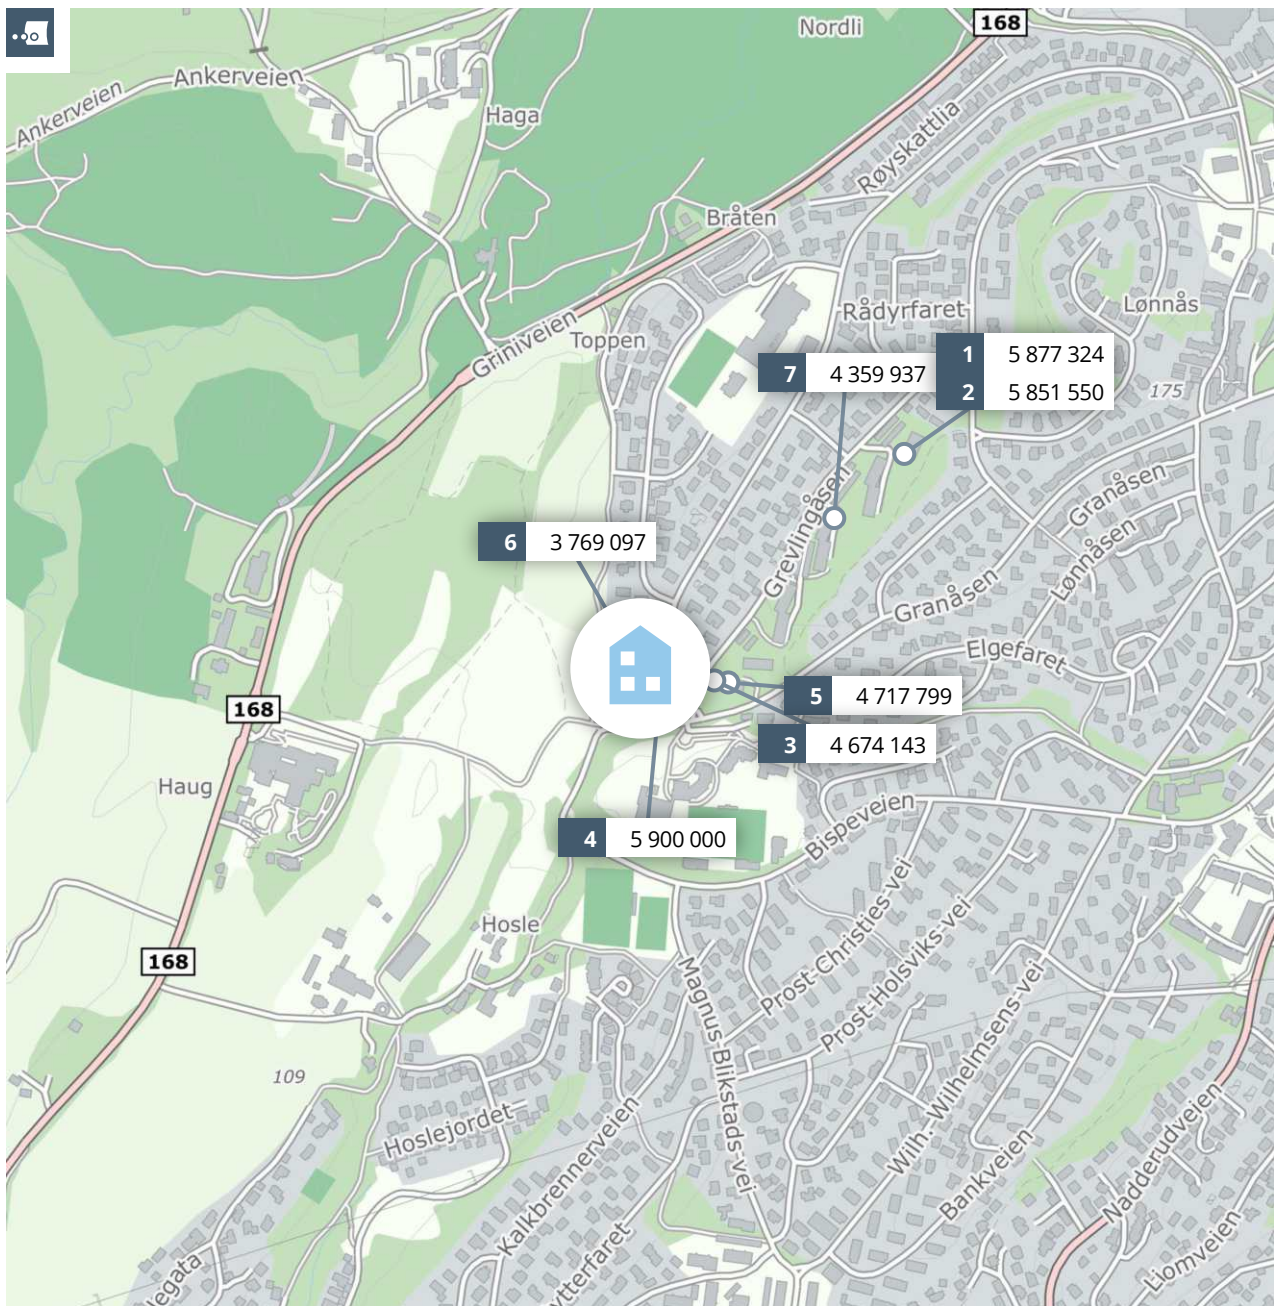 Nordli
168
Ankerveien
Ankerveien
Haga
Røyskattlia
Bråten
Rådyrfaret
Lønnås
Griniveien
Toppen
1 5 877 324
2 5 851 550
7 4 359 937
175
Granåsen
Grevlingåsen
Lønnåsen
6 3 769 097
Granåsen
Elgefaret
168
5 4 717 799
3 4 674 143
Haug
Bispeveien
4 5 900 000
Hosle
Prost-Christies-vei
Prost-Holsviks-vei
168
Magnus-Blikstads-vei
Wilh.-Wilhelmsens-vei
109
Hoslejordet
Kalkbrennerveien
Bankveien
Nadderudveien
Liomveien